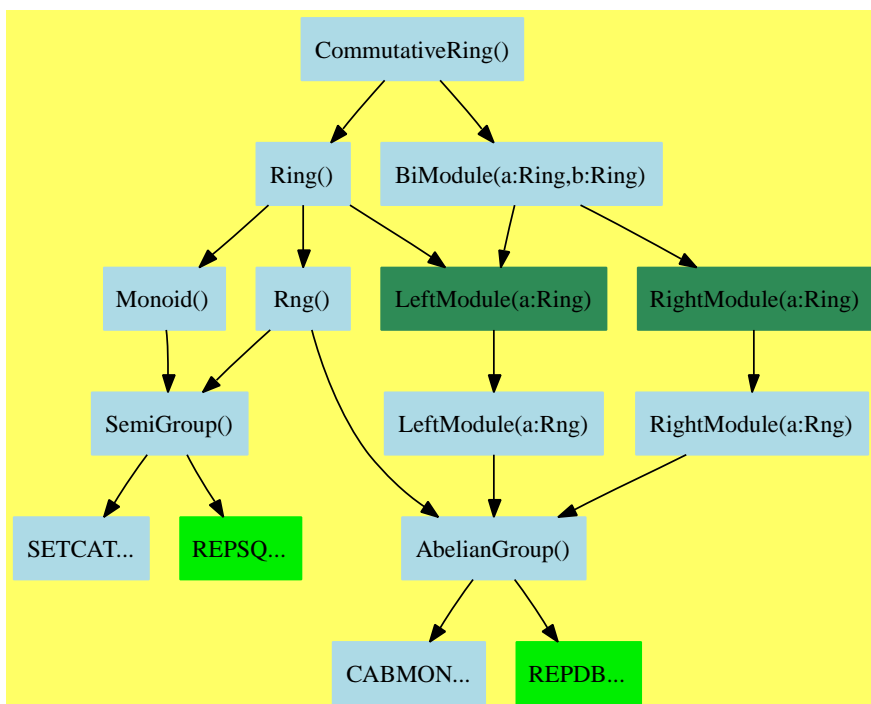 CommutativeRing()
Ring()
BiModule(a:Ring,b:Ring)
Monoid()
Rng()
LeftModule(a:Ring)
RightModule(a:Ring)
SemiGroup()
LeftModule(a:Rng)
RightModule(a:Rng)
SETCAT...
REPSQ...
AbelianGroup()
CABMON...
REPDB...